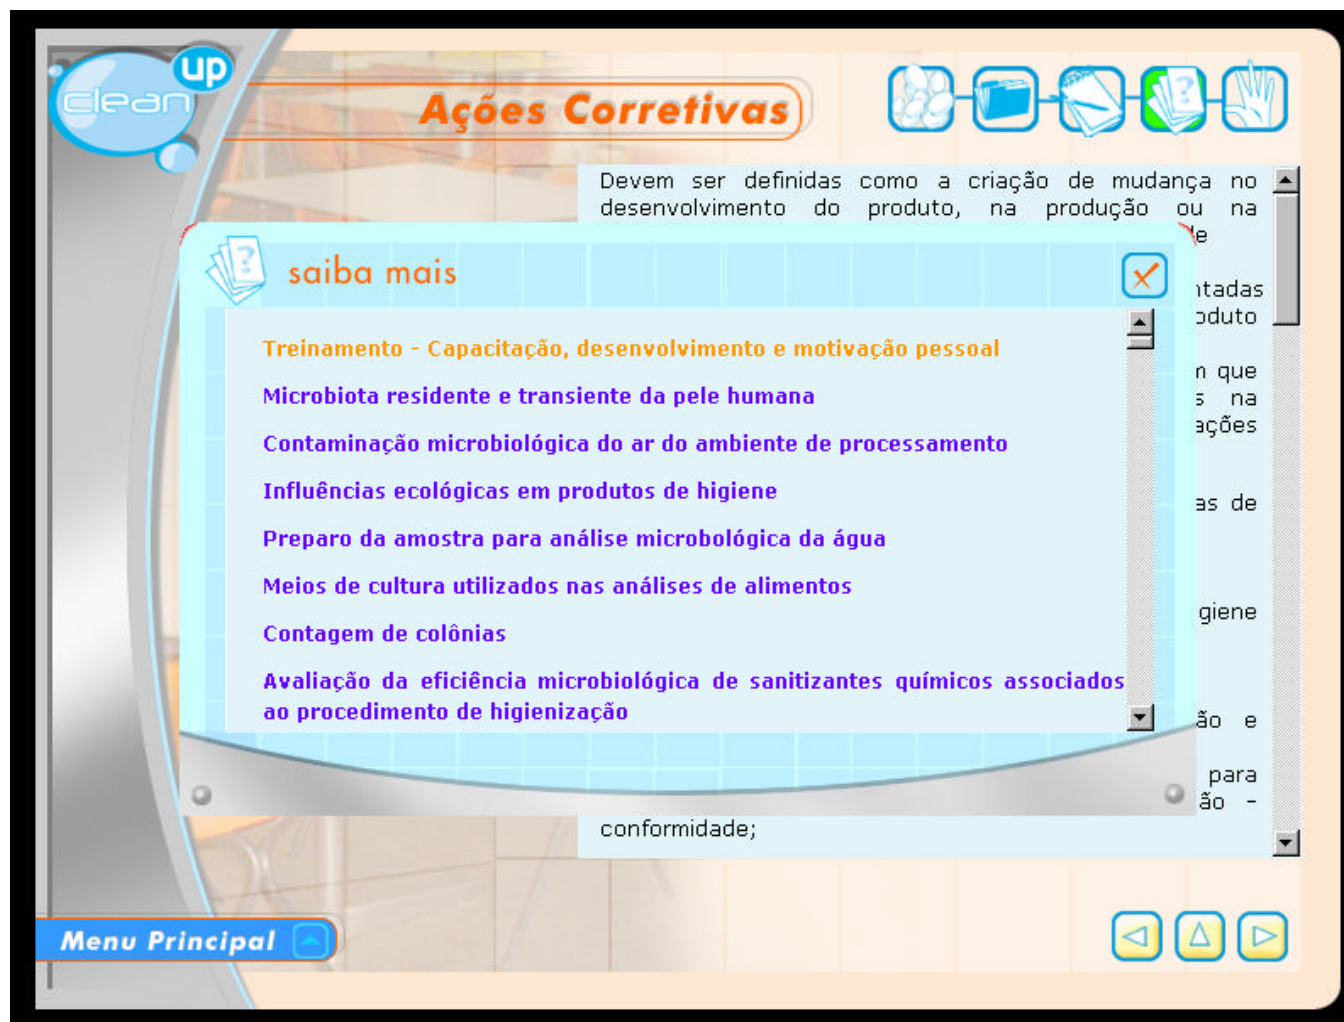 clean up
Ações Corretivas
Devem ser definidas como a criação de mudança no
desenvolvimento do produto, na produção ou na
saiba mais
Treinamento - Capacitação, desenvolvimento e motivação pessoal
Microbiota residente e transiente da pele humana
Contaminação microbiológica do ar do ambiente de processamento
Influências ecológicas em produtos de higiene
Preparo da amostra para análise microbológica da água
Meios de cultura utilizados nas análises de alimentos
Contagem de colônias
Avaliação da eficiência microbiológica de sanitizantes químicos associados
ao procedimento de higienização
que
na
de
e
para
conformidade;
Menu Principal